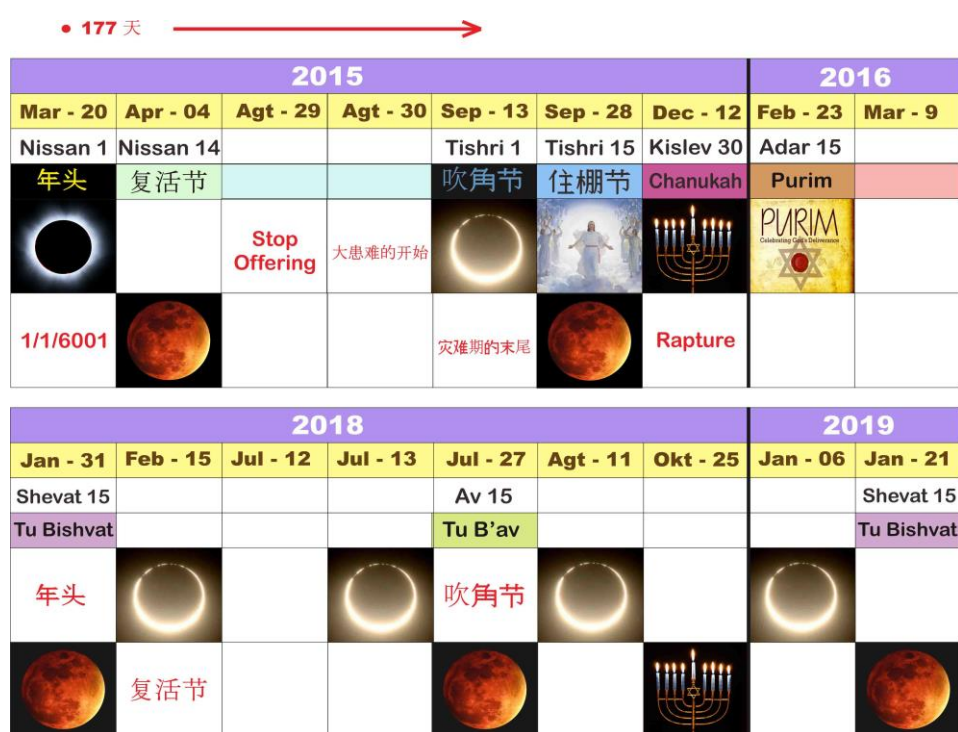 • 177 天
2015 2016
Mar - 20 Apr - 04 Agt - 29 Agt - 30 Sep - 13 Sep - 28 Dec - 12 Feb - 23 Mar - 9
Nissan 1 Nissan 14 Tishri 1 Tishri 15 Kislev 30 Adar 15
年头 复活节 吹角节 住棚节 Chanukah Purim
PURIM
Celebrating God's Deliverance
Stop
Offering
大患难的开始
1/1/6001 灾难期的末尾 Rapture
2018 2019
Jan - 31 Feb - 15 Jul - 12 Jul - 13 Jul - 27 Agt - 11 Okt - 25 Jan - 06 Jan - 21
Shevat 15 Av 15 Shevat 15
Tu Bishvat Tu B'av Tu Bishvat
年头 吹角节
复活节